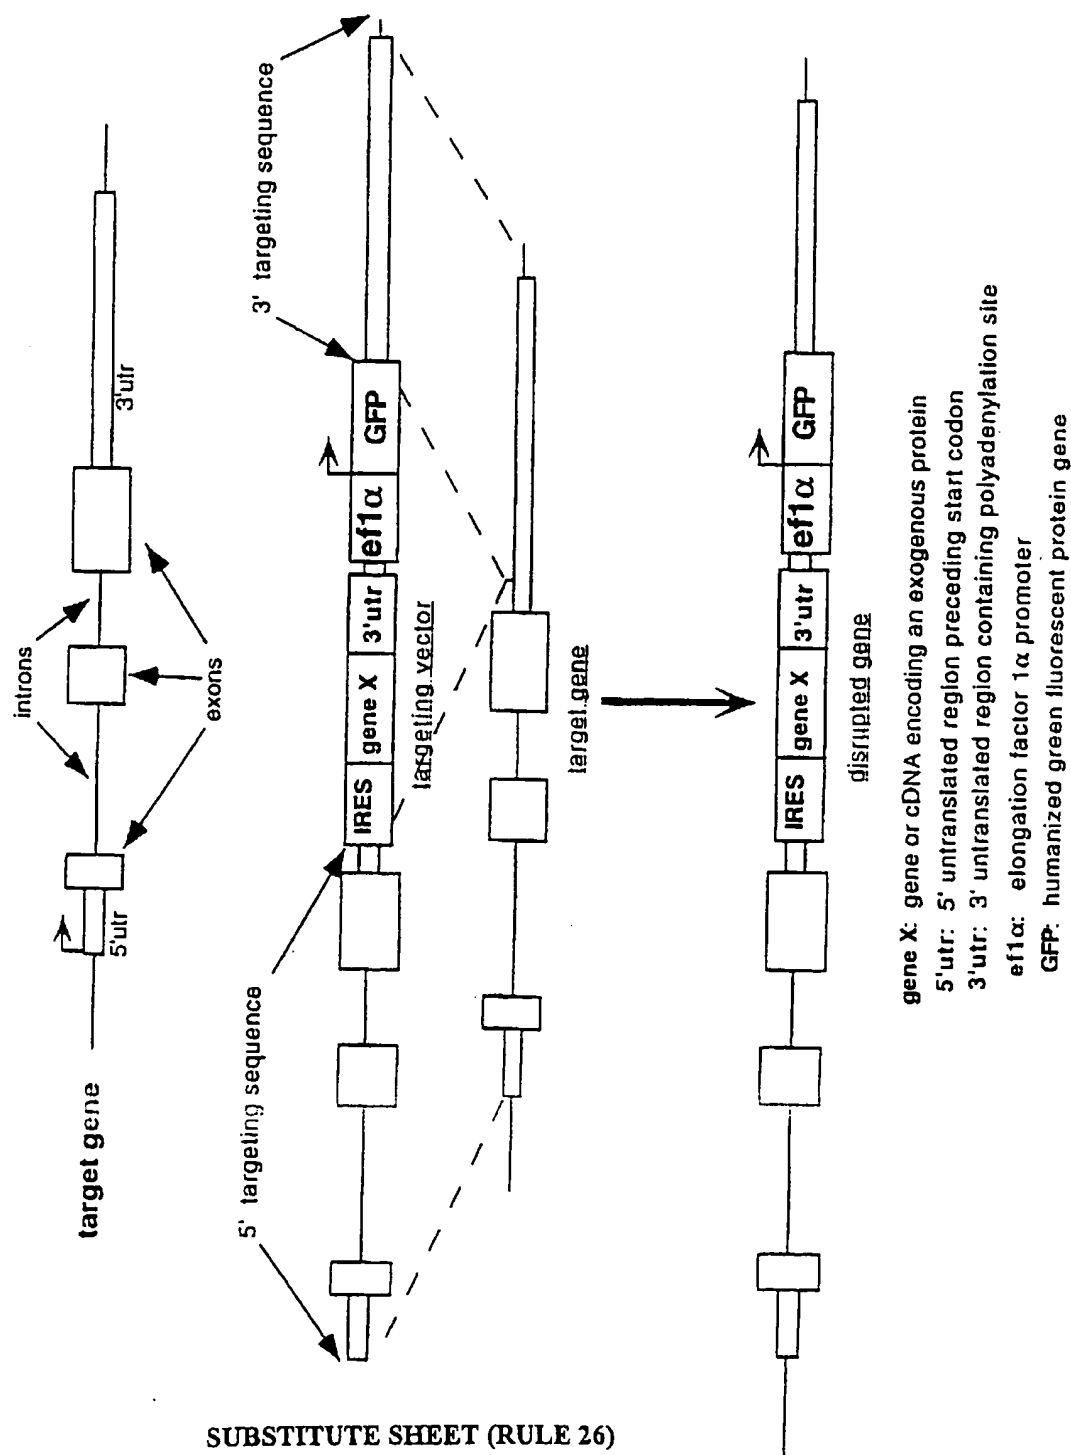 target gene
introns
5'utr
3'utr
exons
5' targeting sequence
3' targeting sequence
IRES
gene X
3'utr
ef1α
GFP
targeting vector
target gene
IRES
gene X
3'utr
ef1α
GFP
disrupted gene
gene X: gene or cDNA encoding an exogenous protein
5'utr: 5' untranslated region preceding start codon
3'utr: 3' untranslated region containing polyadenylation site
ef1α: elongation factor 1α promoter
GFP: humanized green fluorescent protein gene
SUBSTITUTE SHEET (RULE 26)